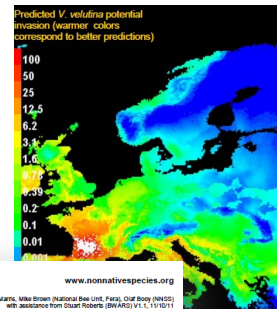 Predicted V. velutina potential
invasion (warmer colors
correspond to better predictions)
100
50
25
12.5
6.2
3.1
1.6
0.78
0.39
0.2
0.1
0.01
0.001
www.nonnativespecies.org
Marris, Mike Brown (National Bee Unit, Fera), Olaf Booy (NNSS)
with assistance from Stuart Roberts (BWARS) V1.1, 11/10/11